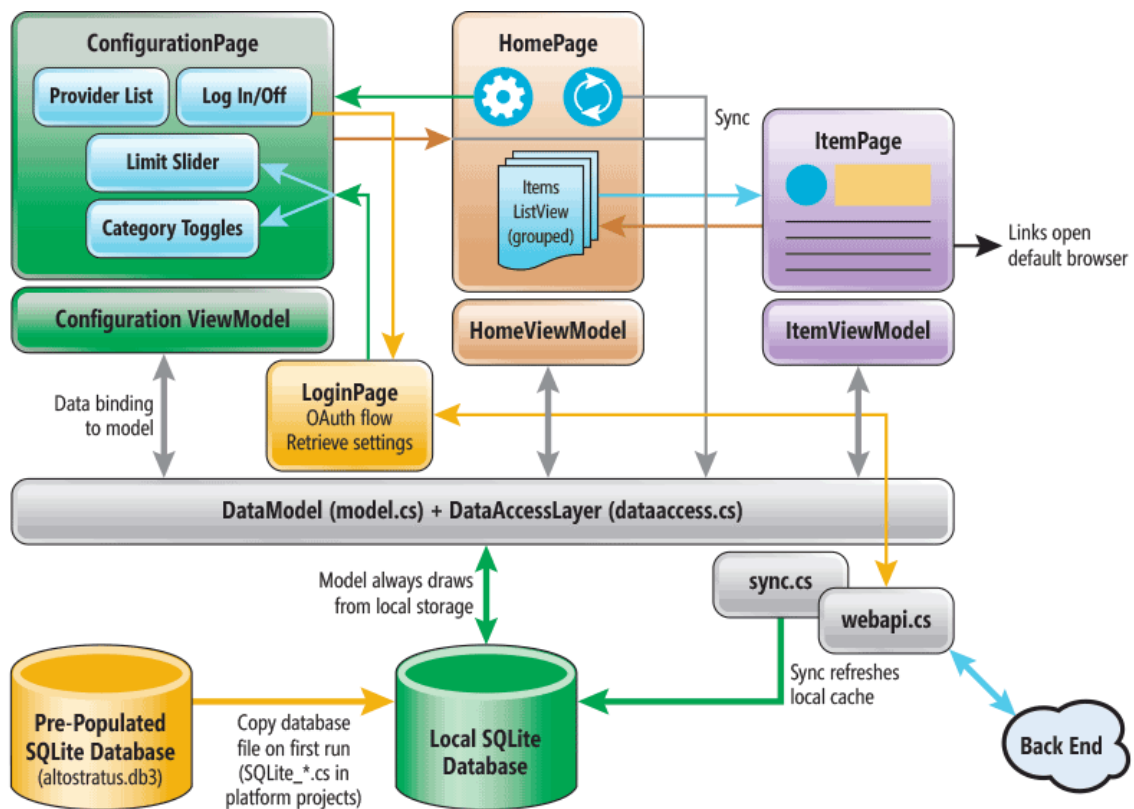 ConfigurationPage
Provider List
Log In/Off
Limit Slider
Category Toggles
Configuration ViewModel
HomePage
Items
ListView
(grouped)
HomeViewModel
Sync
ItemPage
ItemViewModel
Links open
default browser
Data binding
to model
LoginPage
OAuth flow
Retrieve settings
DataModel (model.cs) + DataAccessLayer (dataaccess.cs)
Model always draws
from local storage
sync.cs
webapi.cs
Sync refreshes
local cache
Pre-Populated
SQLite Database
(altostratus.db3)
Copy database
file on first run
(SQLite_*.cs in
platform projects)
Local SQLite
Database
Back End